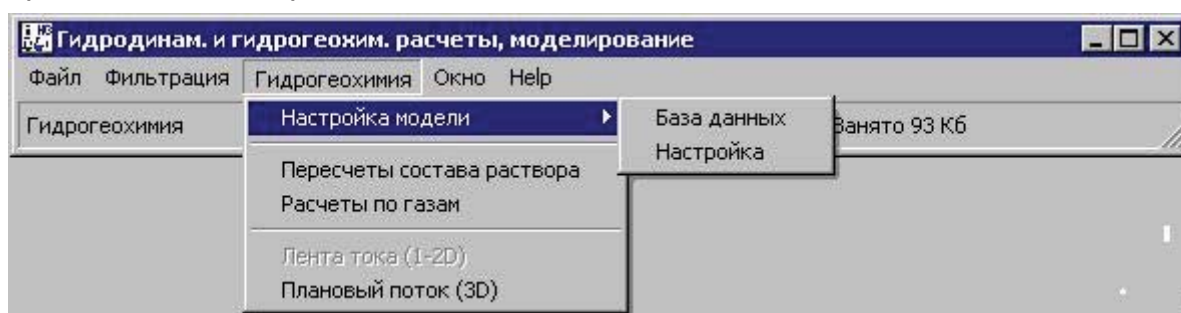 Гидродинам. и гидрогеохим. расчеты, моделирование
Файл Фильтрация Гидрогеохимия Окно Help
Гидрогеохимия
Настройка модели
База данных
Занято 93 Кб
Настройка
Пересчеты состава раствора
Расчеты по газам
Лента тока (1-2D)
Плановый поток (3D)